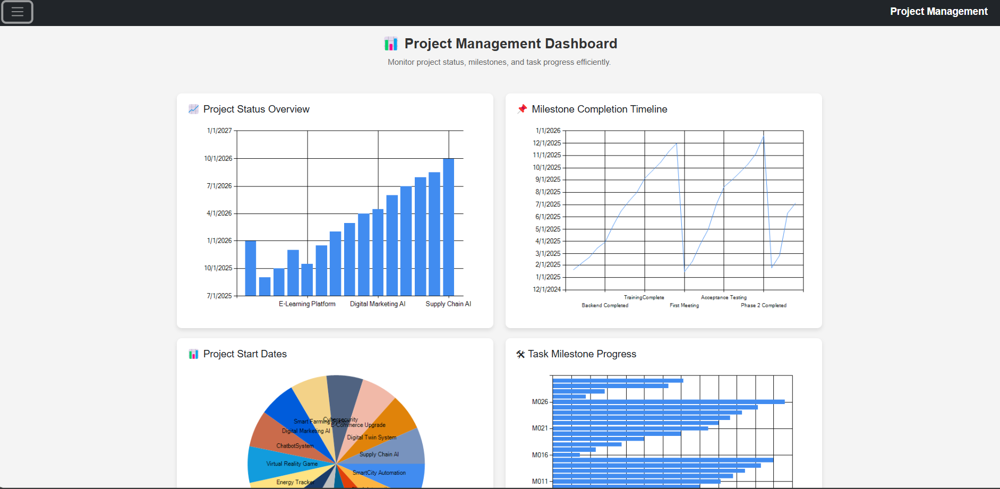 Project Management
Project Management Dashboard
Monitor project status, milestones, and task progress efficiently.
Project Status Overview
1/1/2027
10/1/2026
7/1/2026
4/1/2026
1/1/2026
10/1/2025
7/1/2025
E-Learning Platform
Digital Marketing AI
Supply Chain AI
Milestone Completion Timeline
1/1/2026
12/1/2025
11/1/2025
10/1/2025
9/1/2025
8/1/2025
7/1/2025
6/1/2025
5/1/2025
4/1/2025
3/1/2025
2/1/2025
1/1/2025
12/1/2024
TrainingComplete
Acceptance Testing
Backend Completed
First Meeting
Phase 2 Completed
Project Start Dates
Cybersecurity
Smart Farming System
E-Commerce Upgrade
Digital Marketing AI
Digital Twin System
ChatbotSystem
Supply Chain AI
Virtual Reality Game
SmartCity Automation
Energy Tracker
Task Milestone Progress
M026
M021
M016
M011